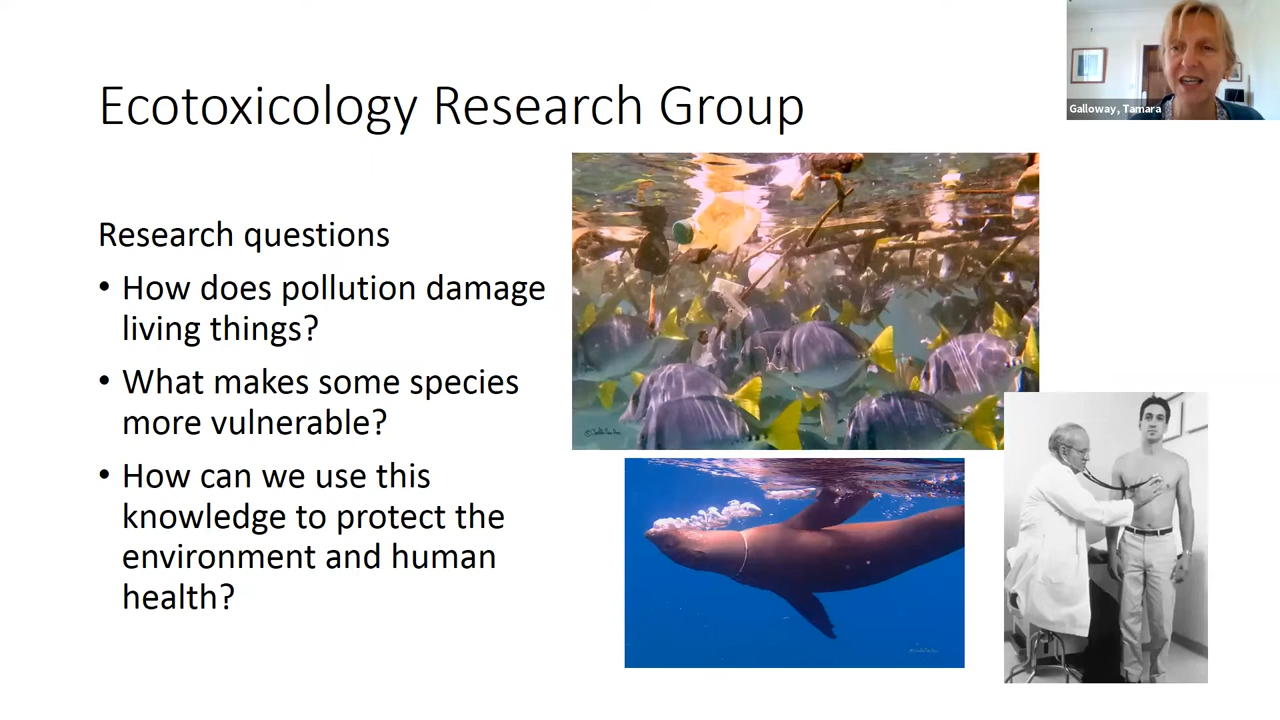 Ecotoxicology Research Group
Galloway, Tamara
Research questions
• How does pollution damage
living things?
• What makes some species
more vulnerable?
• How can we use this
knowledge to protect the
environment and human
health?